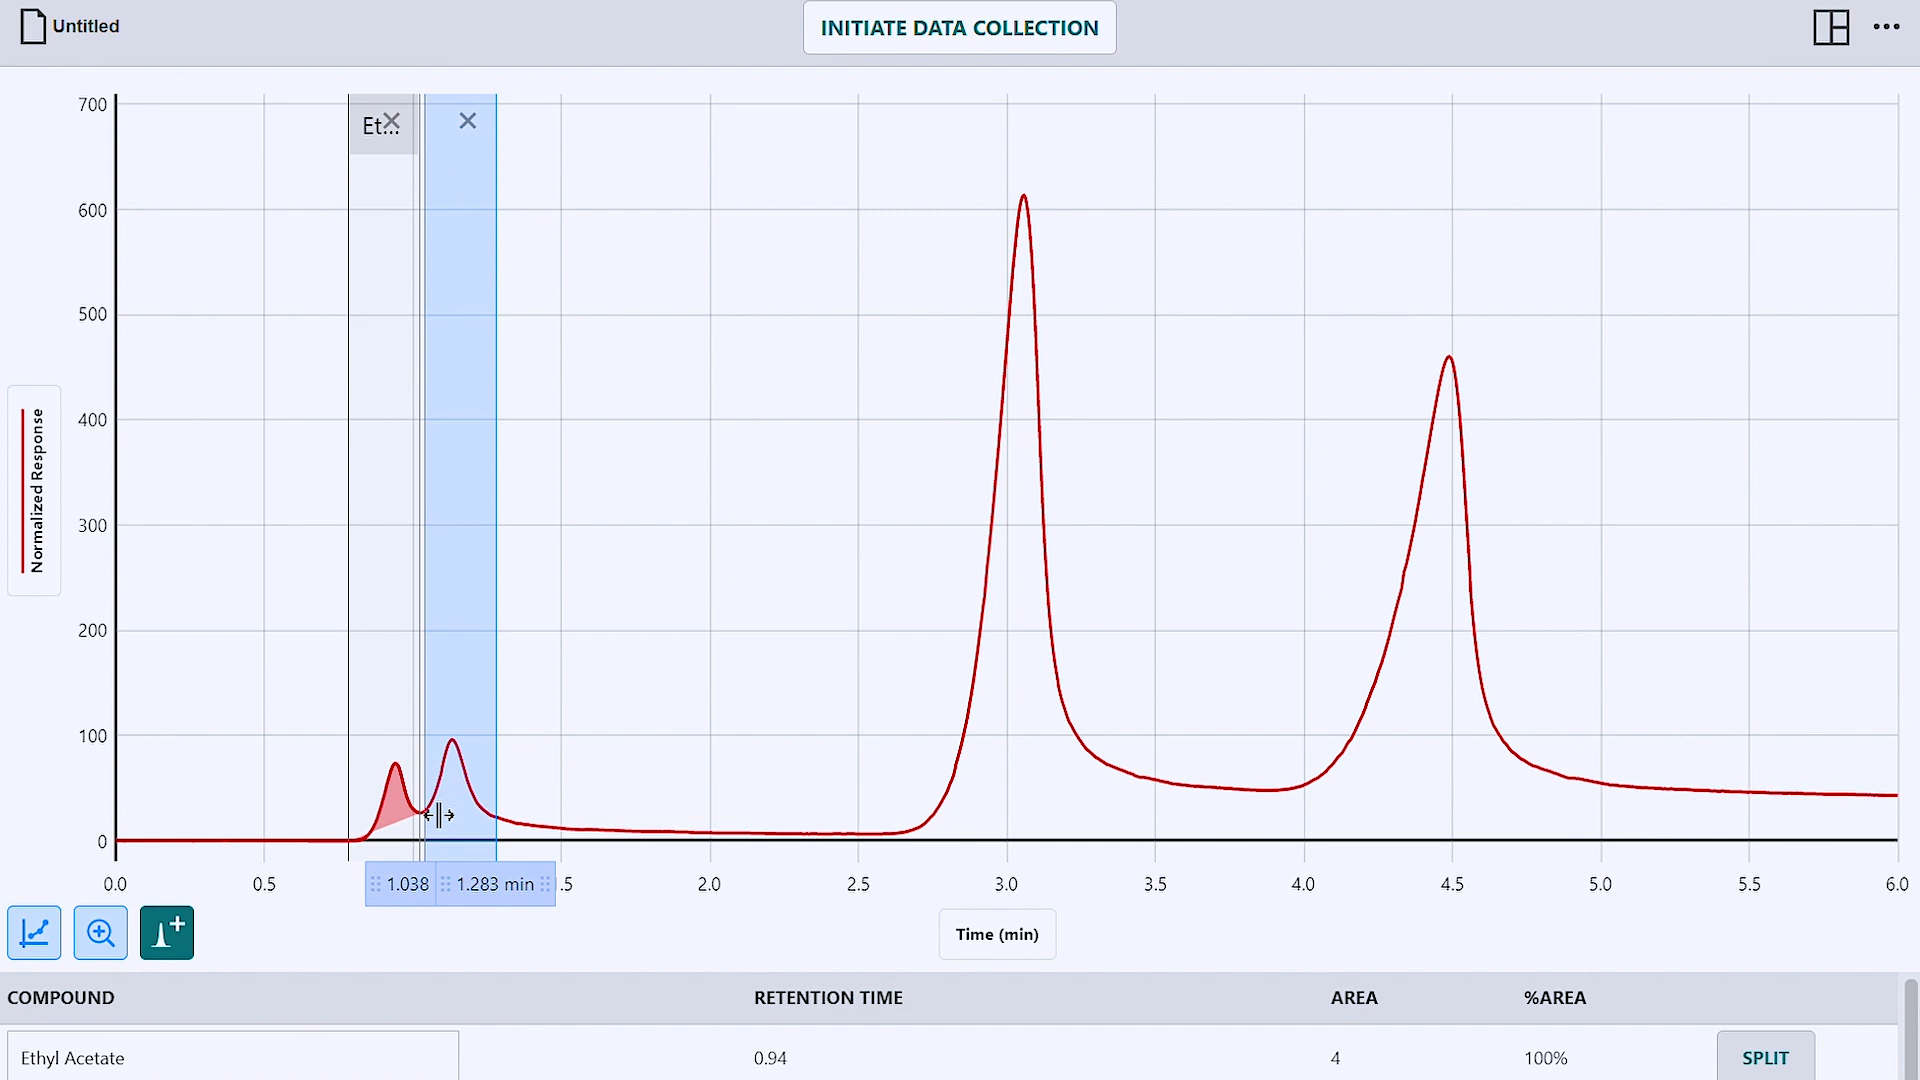 Untitled
INITIATE DATA COLLECTION
Et...
700
600
500
400
300
200
100
0
Normalized Response
0.0 0.5 1.038 1.283 min .5 2.0 2.5 3.0 3.5 4.0 4.5 5.0 5.5 6.0
Time (min)
COMPOUND RETENTION TIME AREA %AREA
Ethyl Acetate 0.94 4 100% SPLIT